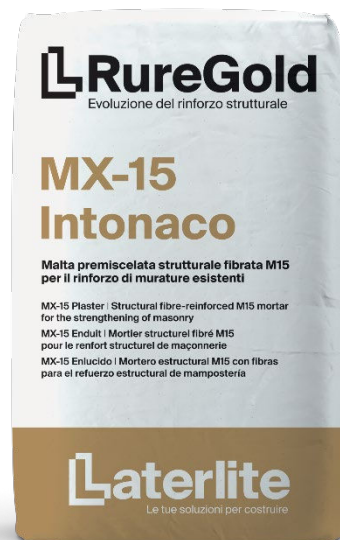 RureGold
Evoluzione del rinforzo strutturale
MX-15
Intonaco
Malta premiscelata strutturale fibrata M15
per il rinforzo di murature esistenti
MX-15 Plaster | Structural fibre-reinforced M15 mortar
for the strengthening of masonry
MX-15 Enduit | Mortier structurel fibré M15
pour le renfort structurel de maçonnerie
MX-15 Enlucido | Mortero estructural M15 con fibras
para el refuerzo estructural de mampostería
Laterlite
Le tue soluzioni per costruire